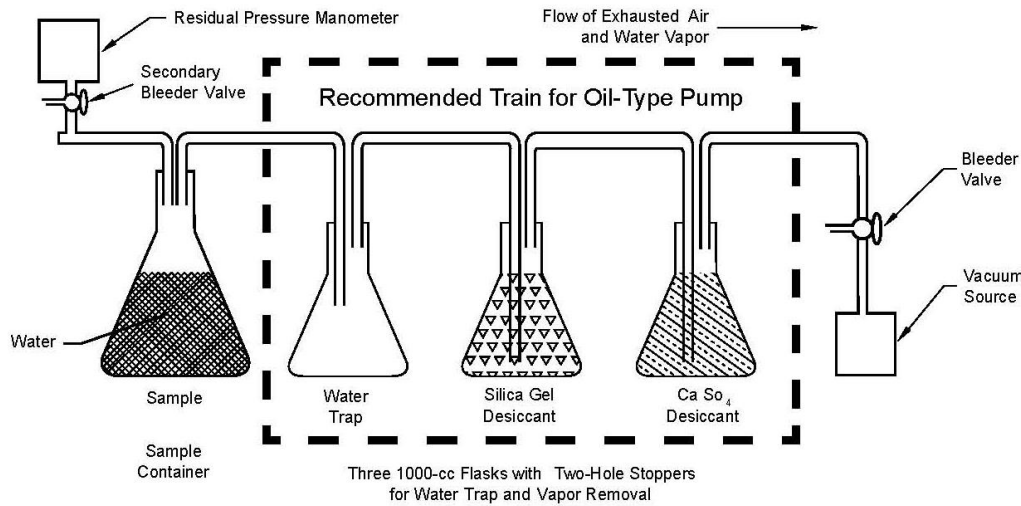 Residual Pressure Manometer
Flow of Exhausted Air
and Water Vapor
Secondary
Bleeder Valve
Recommended Train for Oil-Type Pump
Bleeder
Valve
Vacuum
Source
Water
Sample
Water
Trap
Silica Gel
Desiccant
Ca So4
Desiccant
Sample
Container
Three 1000-cc Flasks with Two-Hole Stoppers
for Water Trap and Vapor Removal